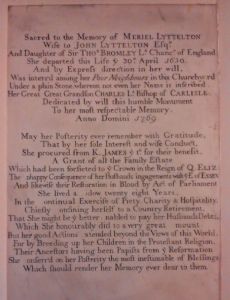 Sacred to the Memory of MERIEL LYTTELTON
Wife to JOHN LYTTELTON Esqr.
And Daughter of Sir THOs. BROMLEY Ld. Chancr. of England
She departed this Life ye 20th April 1630.
And by Express direction in her will,
Was interd among her Poor Neighbours in this Churchyard
Under a plain Stone, whereon not even her Name is inscribed
Her Great Great Grandson CHARLES Ld. Bishop of CARLISLE,
Dedicated by will this humble Monument
To her most respectable Memory.
Anno Domini 1769
May her Posterity ever remember with Gratitude,
That by her sole Interest and wife Conduct,
She procured from K. JAMES ye 1st for their benefit,
A Grant of all the Family Estate
Which had been forfeited to ye Crown in the Reign of Q. ELIZ.
The unhappy Consequence of her Husbands engagements with ye E. of Essex
And likewise their Restoration in Blood by Act of Parliament
She lived a Widow twenty eight Years,
In the continual Exercise of Piety Charity & Hospitality,
Chiefly confining herself to a Country Retirement,
That She might be ye better enabled to pay her Husbands Debts,
Which She honourably did to a very great amount
But her good Actions extended beyond the Views of this World.
For by Breeding up her Children in the Protestant Religion,
Their Ancestors having been Papists from ye Reformation
She conferd on her Posterity the most inestimable of Blessings
Which should render her Memory ever dear to them.